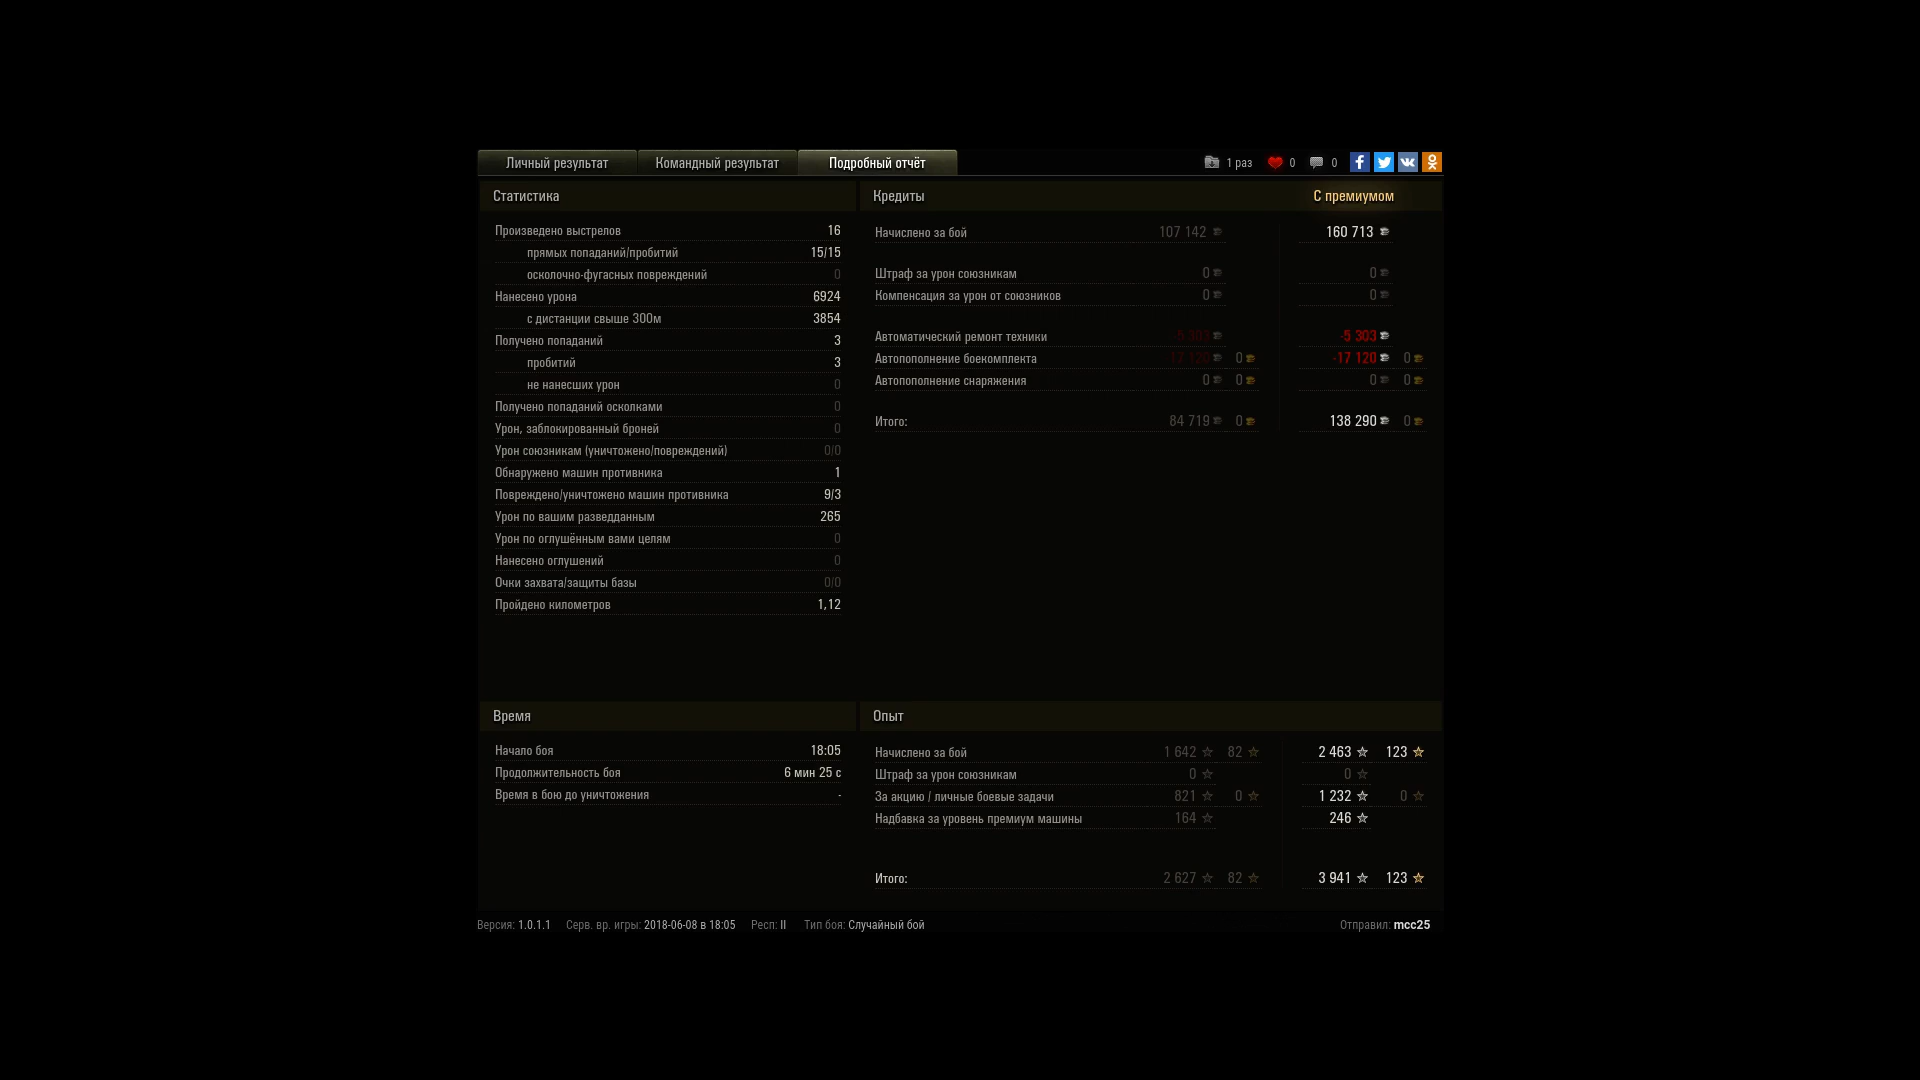 Личный результат Командный результат Подробный отчёт 1 раз 0 0
Статистика
Произведено выстрелов 16
прямых попаданий/пробитий 15/15
осколочно-фугасных повреждений 0
Нанесено урона 6924
с дистанции свыше 300м 3854
Получено попаданий 3
пробитий 3
не нанесших урон 0
Получено попаданий осколками 0
Урон, заблокированный броней 0
Урон союзникам (уничтожено/повреждений) 0/0
Обнаружено машин противника 1
Повреждено/уничтожено машин противника 9/3
Урон по вашим разведданным 265
Урон по оглушённым вами целям 0
Нанесено оглушений 0
Очки захвата/защиты базы 0/0
Пройдено километров 1,12
Кредиты С премиумом
Начислено за бой 107 142 160 713
Штраф за урон союзникам 0 0
Компенсация за урон от союзников 0 0
Автоматический ремонт техники -5 303 -5 303
Автопополнение боекомплекта -17 120 0 -17 120 0
Автопополнение снаряжения 0 0 0 0
Итого: 84 719 0 138 290 0
Время
Начало боя 18:05
Продолжительность боя 6 мин 25 с
Время в бою до уничтожения -
Опыт
Начислено за бой 1 642 82 2 463 123
Штраф за урон союзникам 0 0
За акцию / личные боевые задачи 821 0 1 232 0
Надбавка за уровень премиум машины 164 246
Итого: 2 627 82 3 941 123
Версия: 1.0.1.1 Серв. вр. игры: 2018-06-08 в 18:05 Респ: II Тип боя: Случайный бой Отправил: mcc25